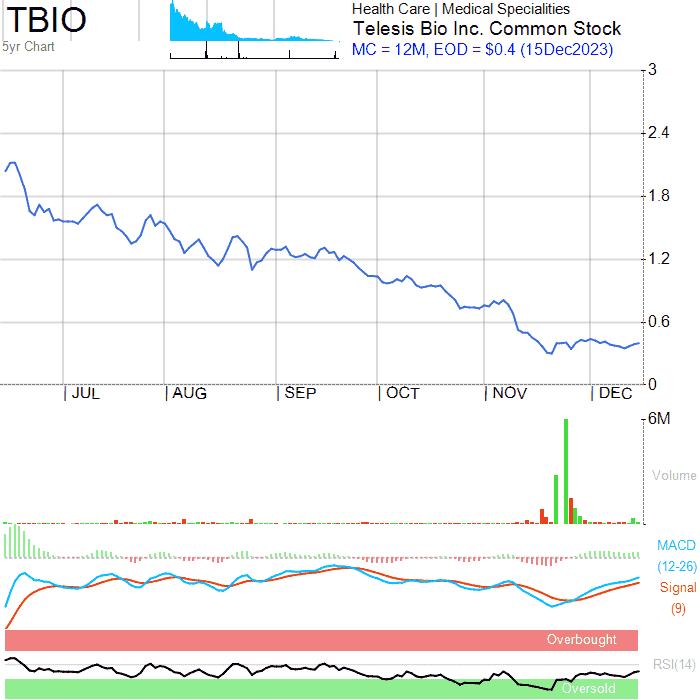 TBIO
5yr Chart
Health Care | Medical Specialities
Telesis Bio Inc. Common Stock
MC = 12M, EOD = $0.4 (15Dec2023)
3
2.4
1.8
1.2
0.6
0
| JUL | AUG | SEP | OCT | NOV | DEC
6M
Volume
MACD
(12-26)
Signal
(9)
Overbought
RSI(14)
Oversold